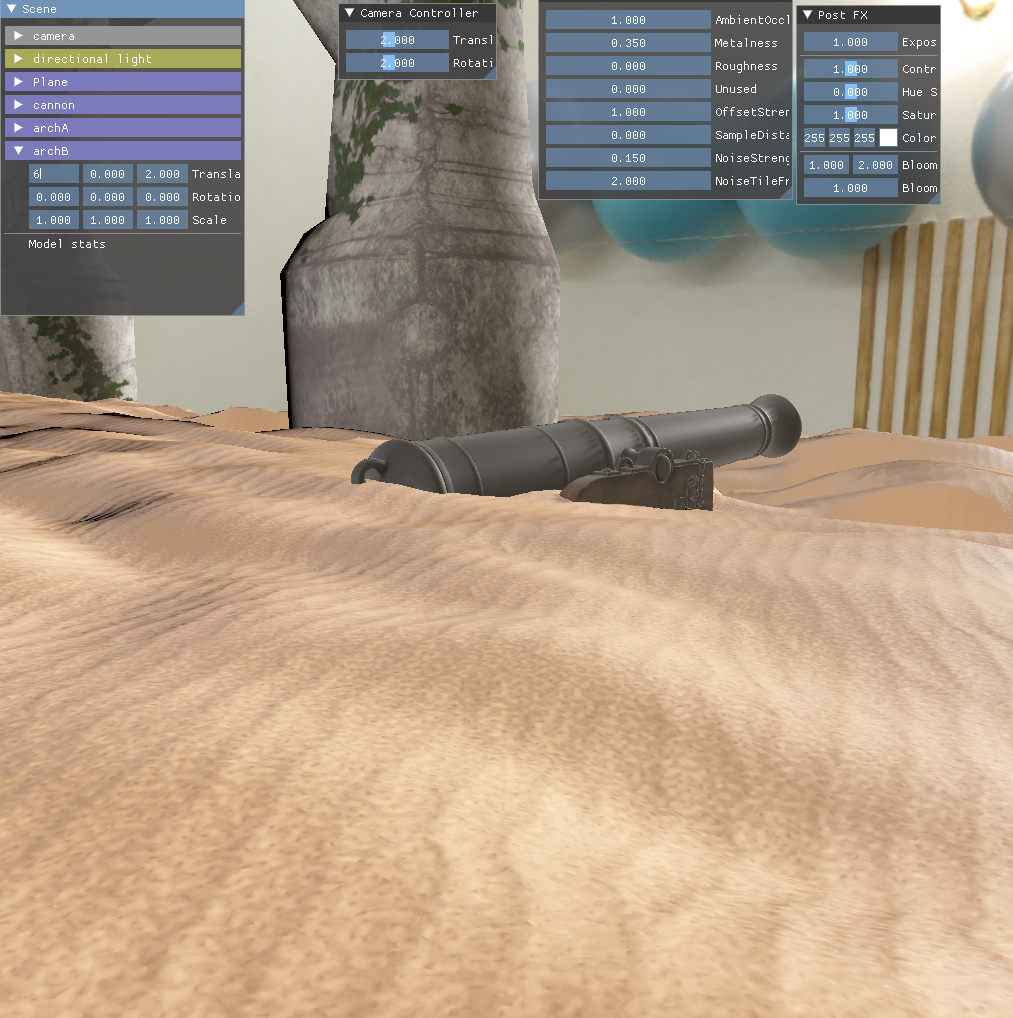 Scene
camera
directional light
Plane
cannon
archA
archB
6 0.000 2.000 Transla
0.000 0.000 0.000 Rotatio
1.000 1.000 1.000 Scale
Model stats
Camera Controller
2.000 Transl
2.000 Rotati
1.000 AmbientOccl
0.350 Metalness
0.000 Roughness
0.000 Unused
1.000 OffsetStren
0.000 SampleDista
0.150 NoiseStreng
2.000 NoiseTileFr
Post FX
1.000 Expos
1.000 Contr
0.000 Hue S
1.000 Satur
255 255 255 Color
1.000 2.000 Bloom
1.000 Bloom